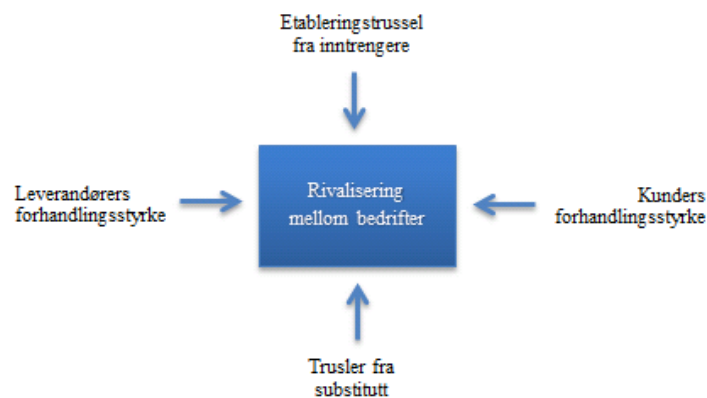 Etableringstrussel
fra inntrengere
Leverandørers
forhandlingsstyrke
Rivalisering
mellom bedrifter
Kunders
forhandlingsstyrke
Trusler fra
substitutt